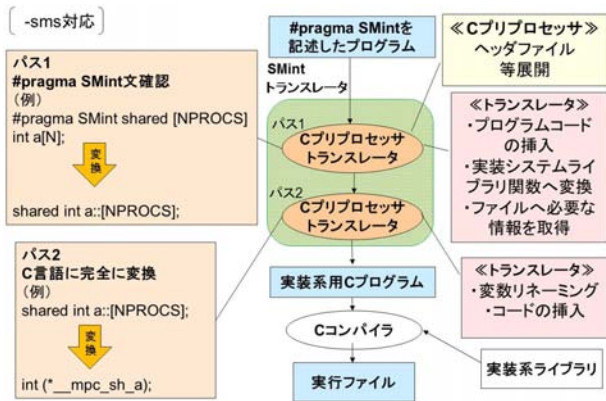 -sms対応
パス1
#pragma SMint文確認
（例）
#pragma SMint shared [NPROCS]
int a[N];
変換
shared int a::[NPROCS];
パス2
C言語に完全に変換
（例）
shared int a::[NPROCS];
変換
int (*__mpc_sh_a);
#pragma SMintを
記述したプログラム
SMint
トランスレータ
パス1
Cプリプロセッサ
トランスレータ
パス2
Cプリプロセッサ
トランスレータ
実装系用Cプログラム
Cコンパイラ
実行ファイル
≪Cプリプロセッサ≫
ヘッダファイル
等展開
≪トランスレータ≫
・プログラムコード
の挿入
・実装システムライ
ブラリ関数へ変換
・ファイルへ必要な
情報を取得
≪トランスレータ≫
・変数リネーミング
・コードの挿入
実装系ライブラリ